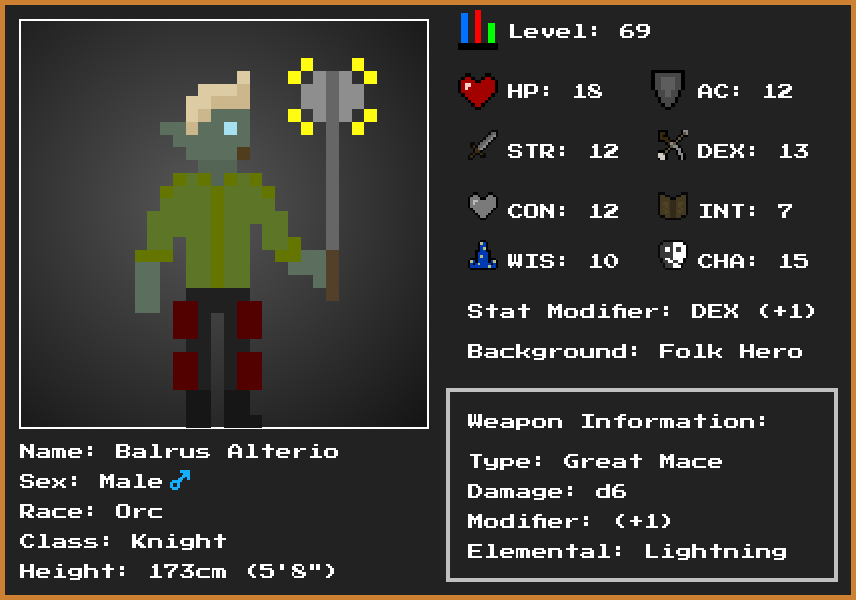 Level: 69
HP: 18
AC: 12
STR: 12
DEX: 13
CON: 12
INT: 7
WIS: 10
CHA: 15
Stat Modifier: DEX (+1)
Background: Folk Hero
Weapon Information:
Type: Great Mace
Damage: d6
Modifier: (+1)
Elemental: Lightning
Name: Balrus Alterio
Sex: Male ♂
Race: Orc
Class: Knight
Height: 173cm (5'8")